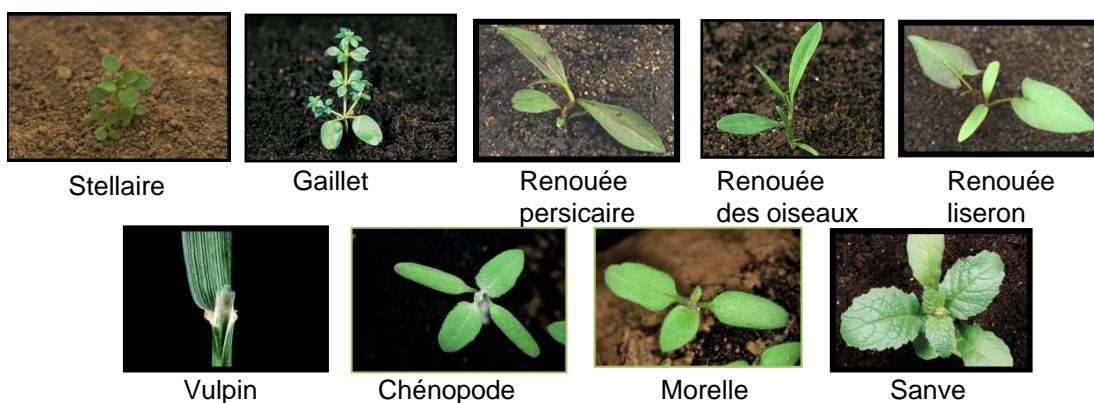 Stellaire
Gaillet
Renouée
persicaire
Renouée
des oiseaux
Renouée
liseron
Vulpin
Chénopode
Morelle
Sanve